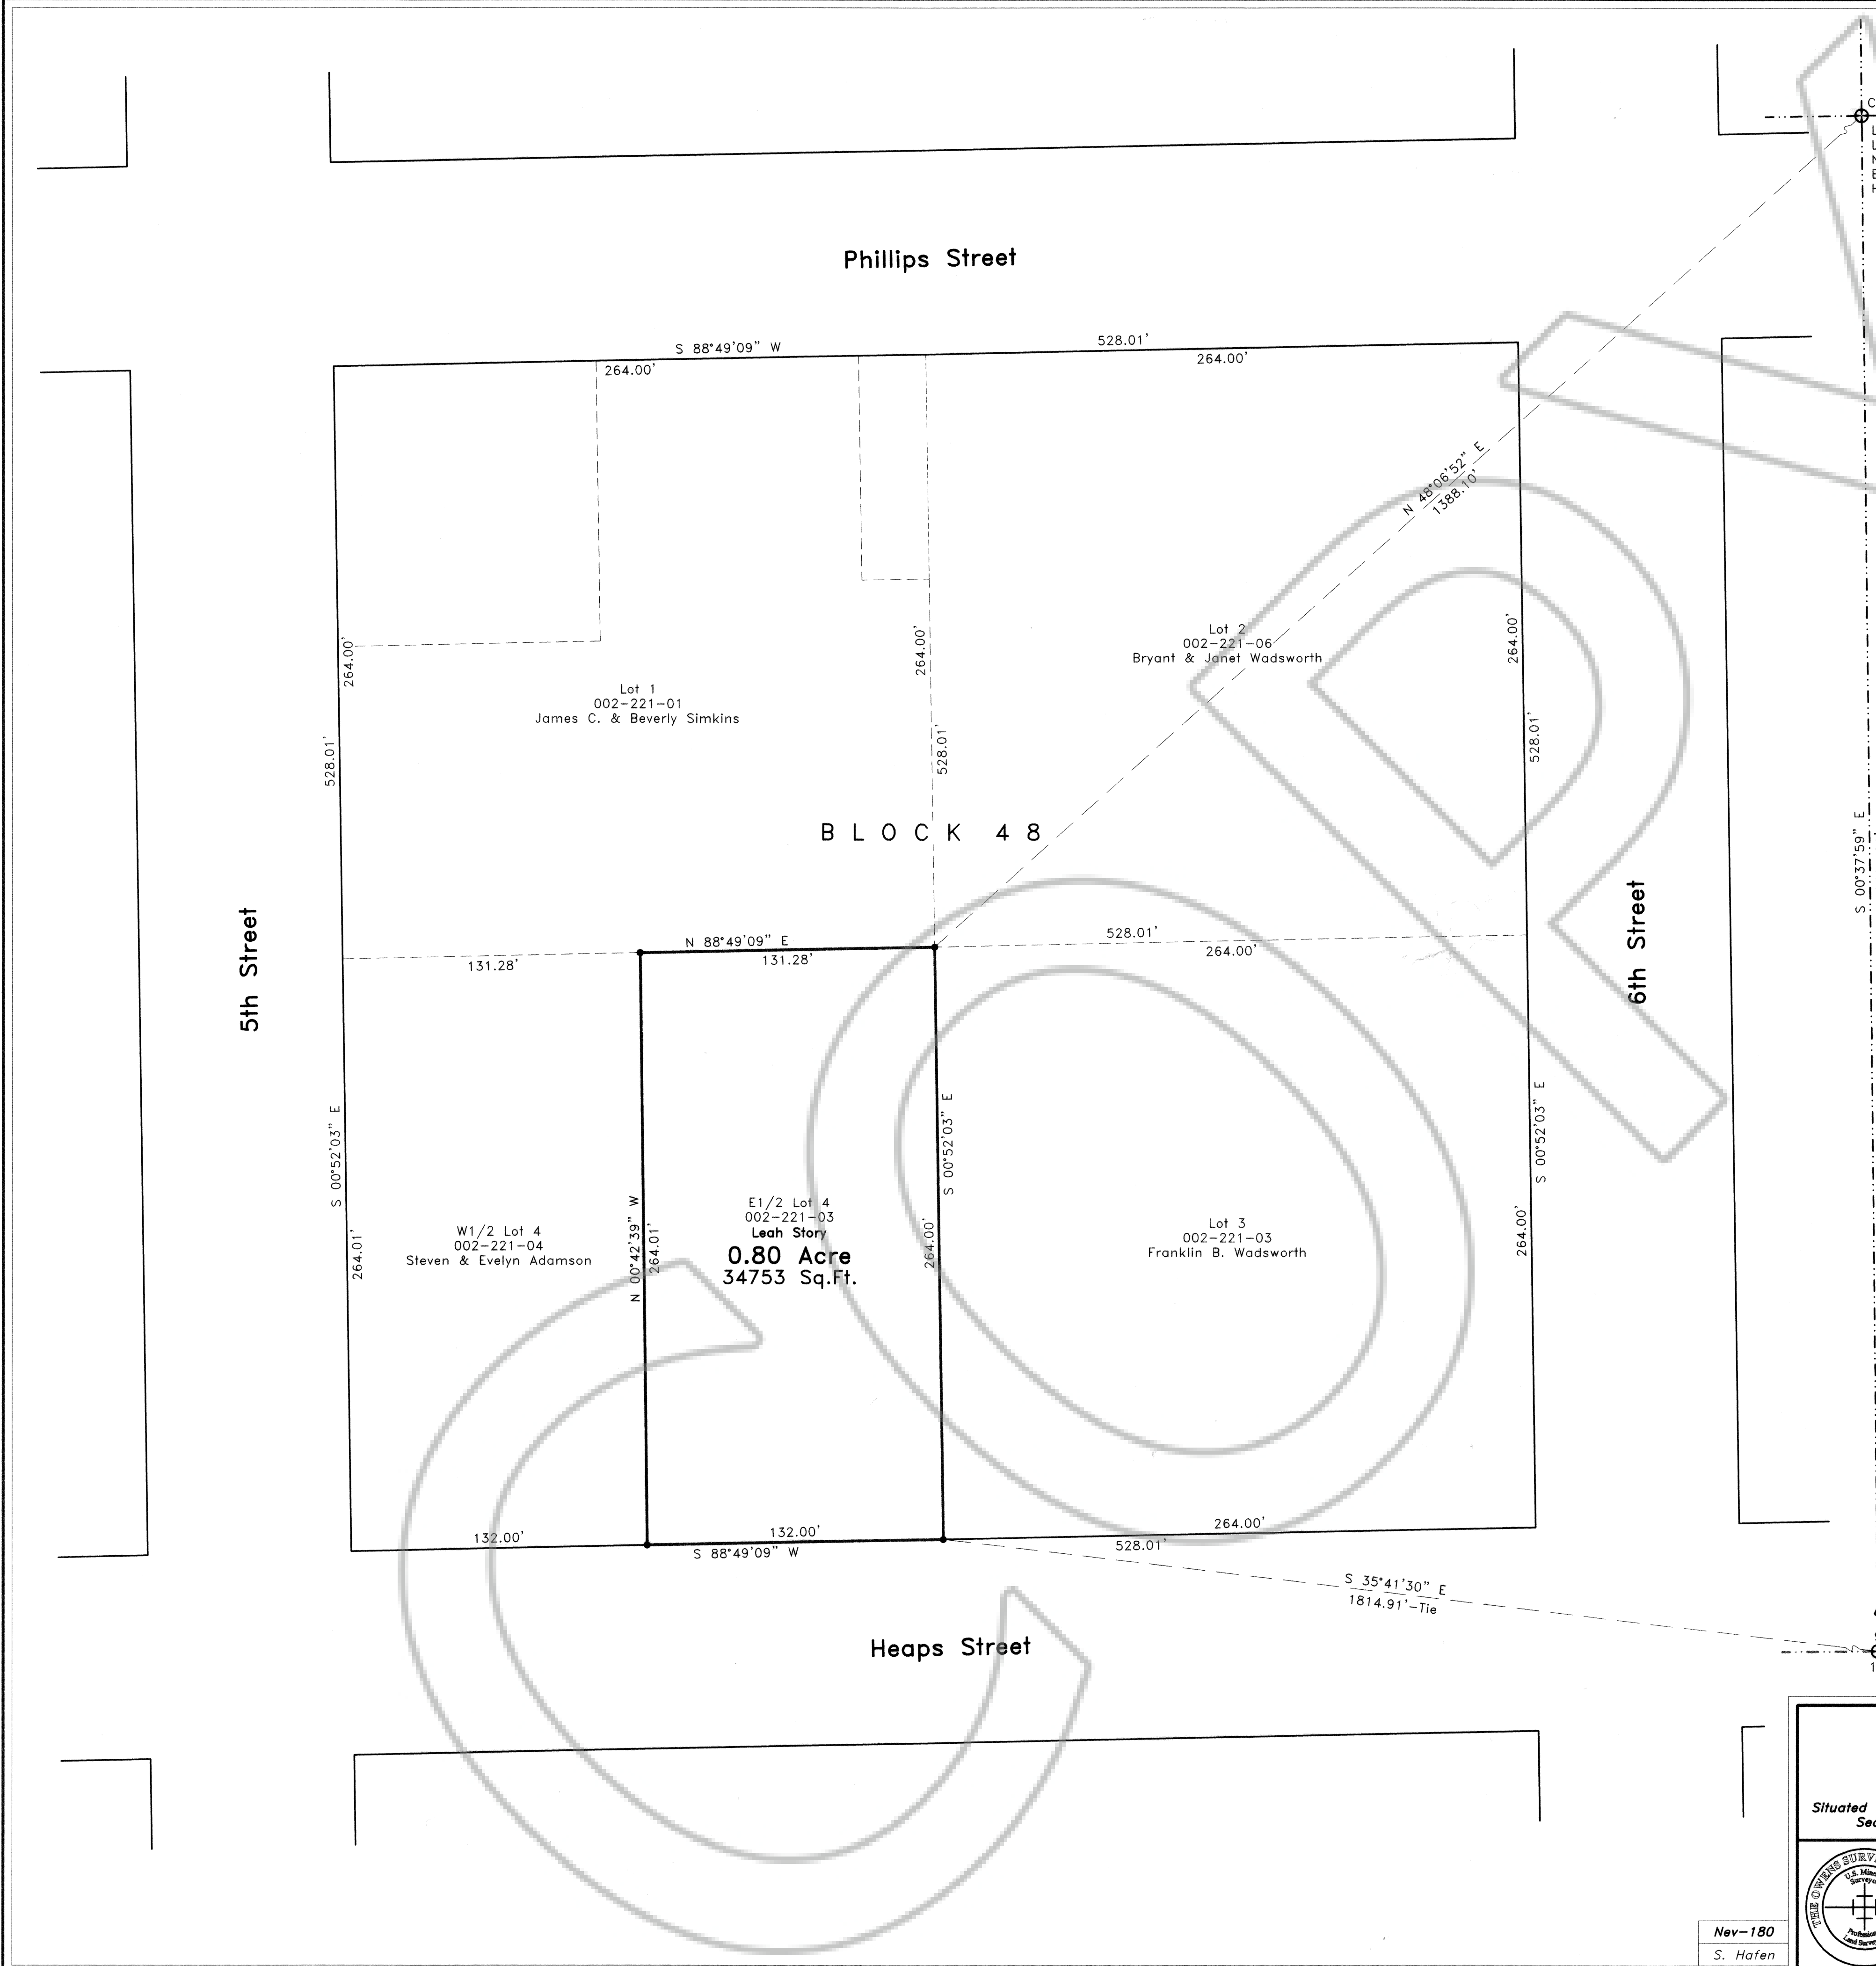 Phillips Street
S 88°49'09" W
528.01'
264.00'
264.00'
N 48°06'52" E
1388.10'
Lot 2
002-221-06
Bryant & Janet Wadsworth
264.00'
264.00'
264.00'
Lot 1
002-221-01
James C. & Beverly Simkins
528.01'
528.01'
528.01'
BLOCK 48
S 00°37'59" E
5th Street
6th Street
N 88°49'09" E
528.01'
131.28'
131.28'
264.00'
S 00°52'03" E
S 00°52'03" E
S 00°52'03" E
W1/2 Lot 4
002-221-04
Steven & Evelyn Adamson
264.01'
N 00°42'39" W
264.01'
E1/2 Lot 4
002-221-03
Leah Story
0.80 Acre
34753 Sq.Ft.
264.00'
Lot 3
002-221-03
Franklin B. Wadsworth
264.00'
132.00'
132.00'
264.00'
S 88°49'09" W
528.01'
S 35°41'30" E
1814.91'-Tie
Heaps Street
Situated
THE OWENS
U.S.
Nev-180
S. Hafen
COPY